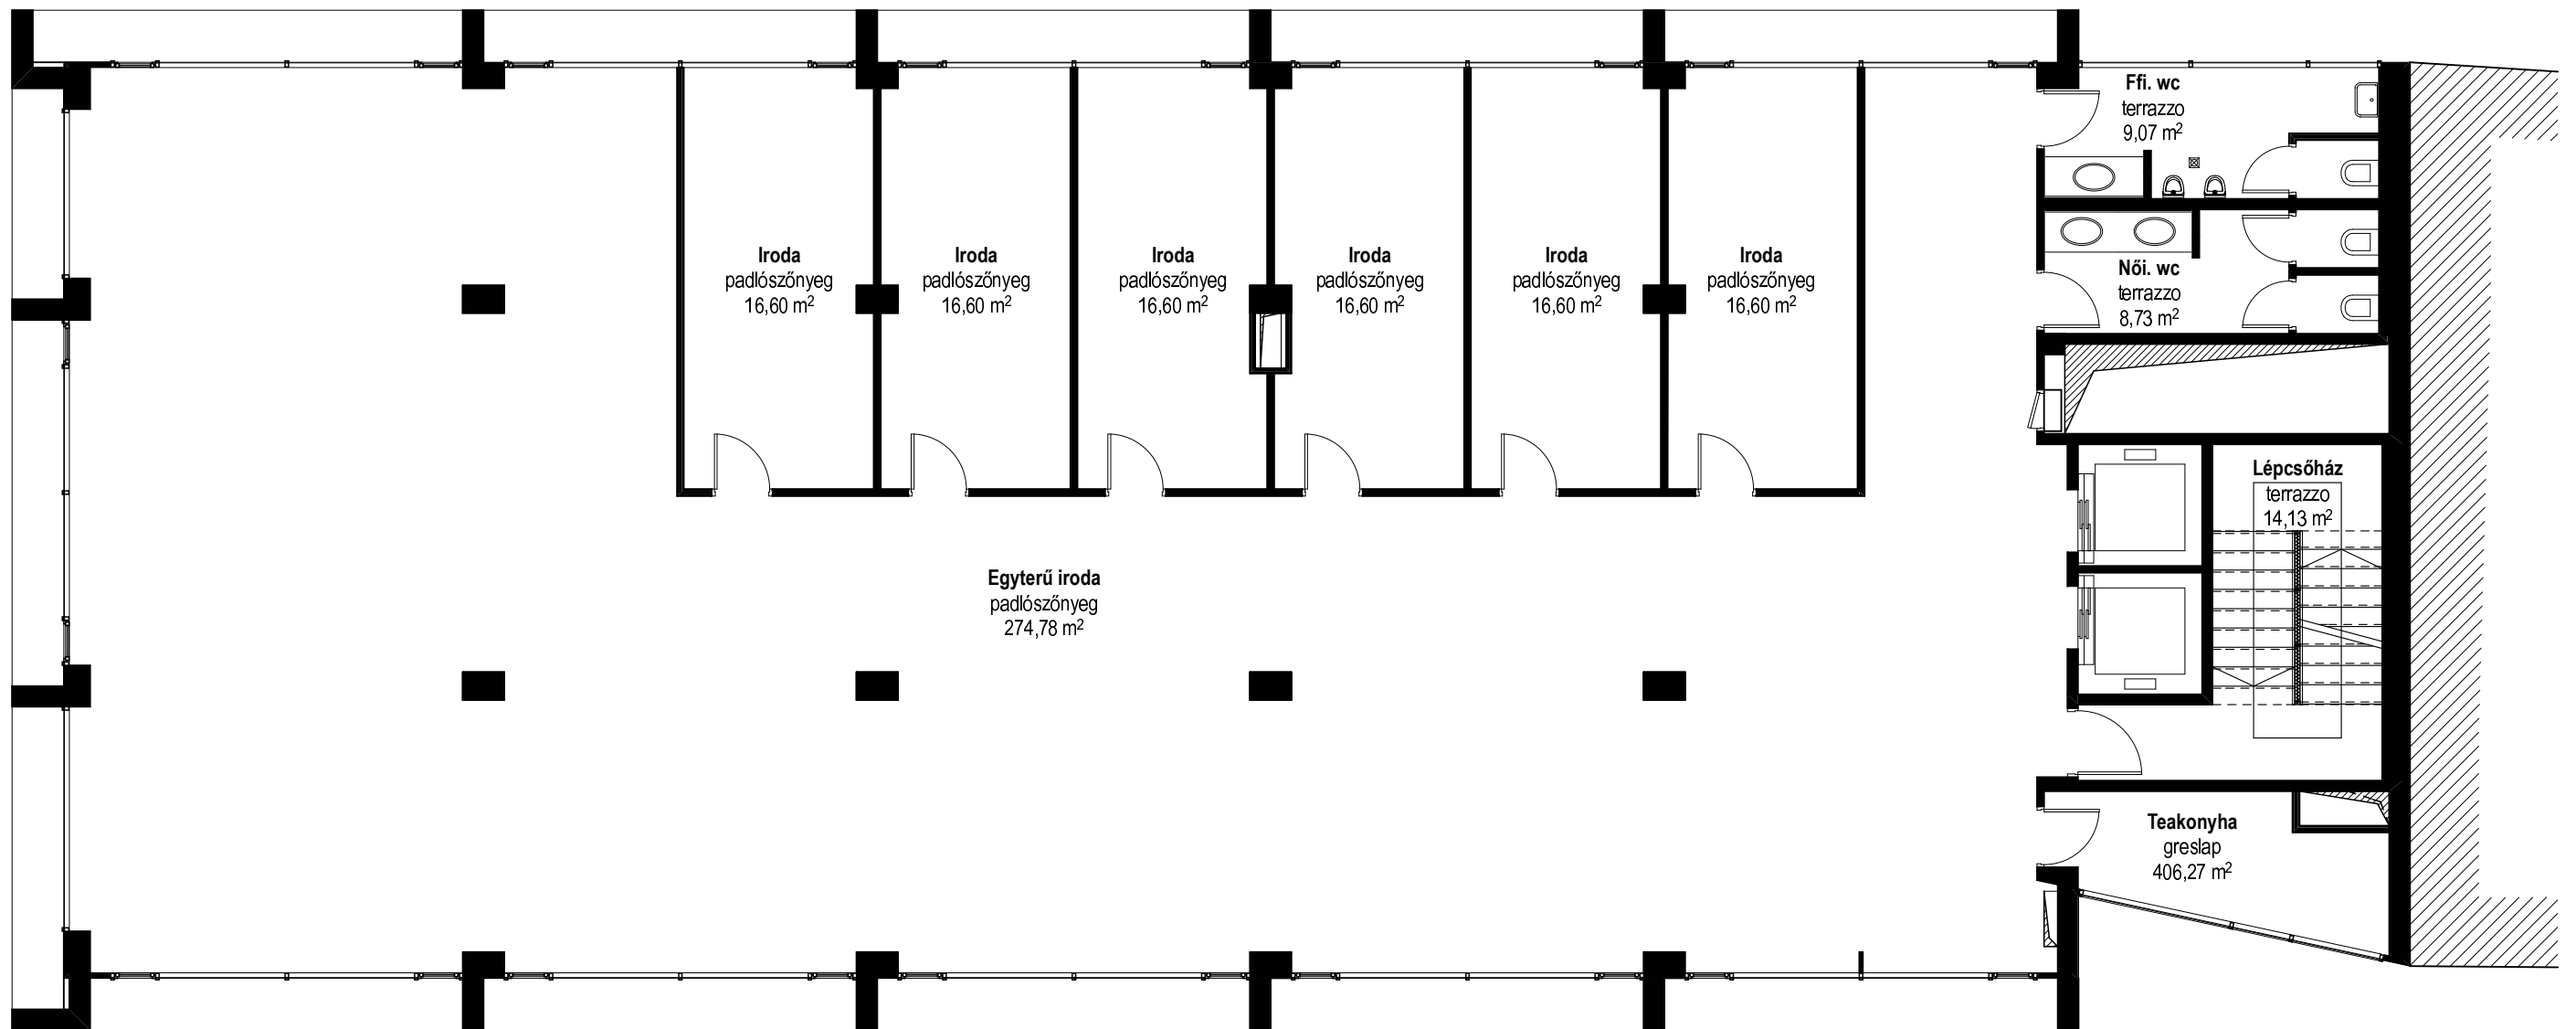 Ffi. wc
terrazzo
9,07 m²
Iroda
padlószőnyeg
16,60 m²
Iroda
padlószőnyeg
16,60 m²
Iroda
padlószőnyeg
16,60 m²
Iroda
padlószőnyeg
16,60 m²
Iroda
padlószőnyeg
16,60 m²
Iroda
padlószőnyeg
16,60 m²
Női. wc
terrazzo
8,73 m²
Lépcsőház
terrazzo
14,13 m²
Egyterű iroda
padlószőnyeg
274,78 m²
Teakonyha
greslap
406,27 m²